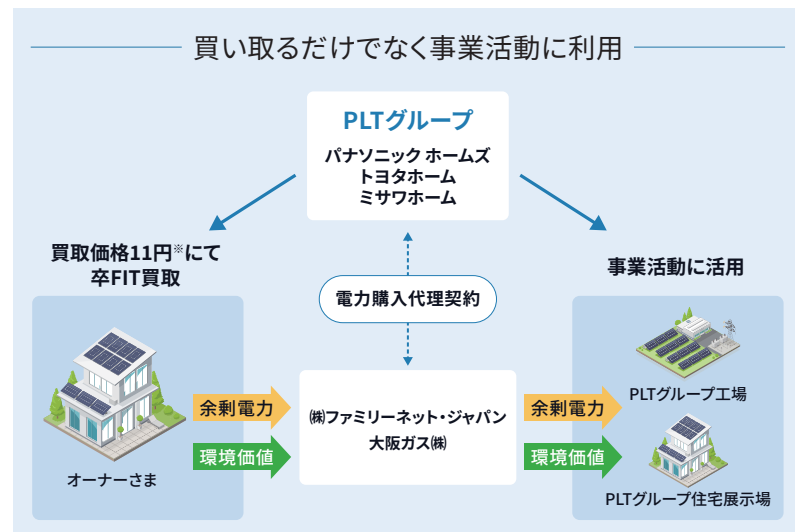 買い取るだけでなく事業活動に利用
PLTグループ
パナソニック ホームズ
トヨタホーム
ミサワホーム
買取価格11円※にて
卒FIT買取
事業活動に活用
電力購入代理契約
余剰電力
環境価値
オーナーさま
㈱ファミリーネット・ジャパン
大阪ガス㈱
余剰電力
環境価値
PLTグループ工場
PLTグループ住宅展示場